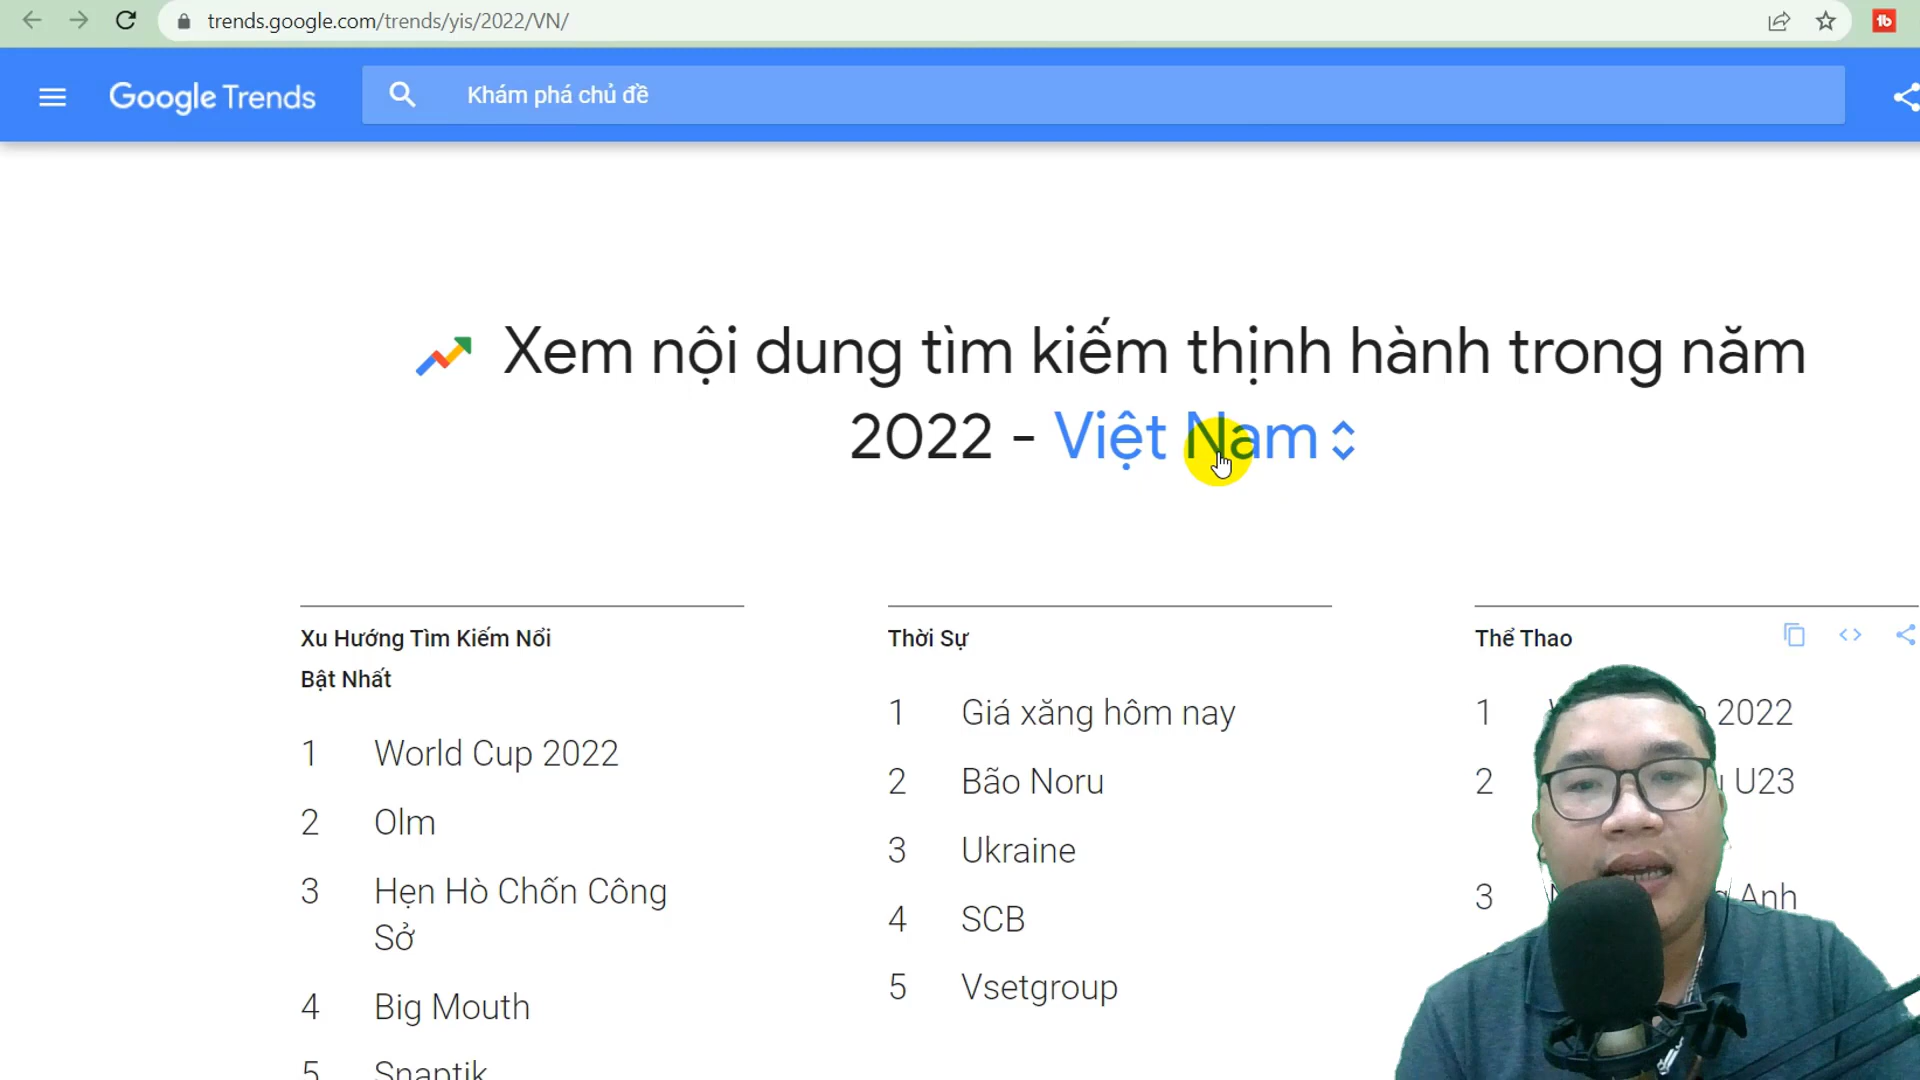 trends.google.com/trends/yis/2022/VN/
Google Trends
Khám phá chủ đề
Xem nội dung tìm kiếm thịnh hành trong năm
2022 - Việt Nam
Xu Hướng Tìm Kiếm Nổi
Bật Nhất
1 World Cup 2022
2 Olm
3 Hẹn Hò Chốn Công
Sở
4 Big Mouth
5 Snaptik
Thời Sự
1 Giá xăng hôm nay
2 Bão Noru
3 Ukraine
4 SCB
5 Vsetgroup
Thể Thao
1 2022
2 U23
3 Anh